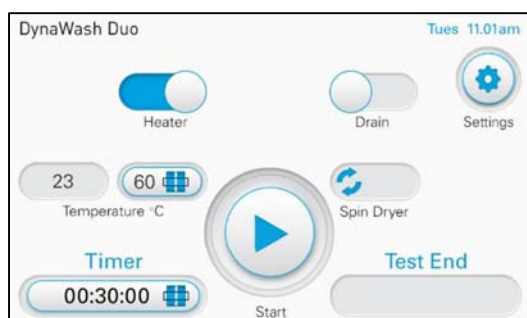 DynaWash Duo
Tues 11.01am
Heater
Drain
Settings
23
60
Temperature °C
Spin Dryer
Timer
Test End
00:30:00
Start